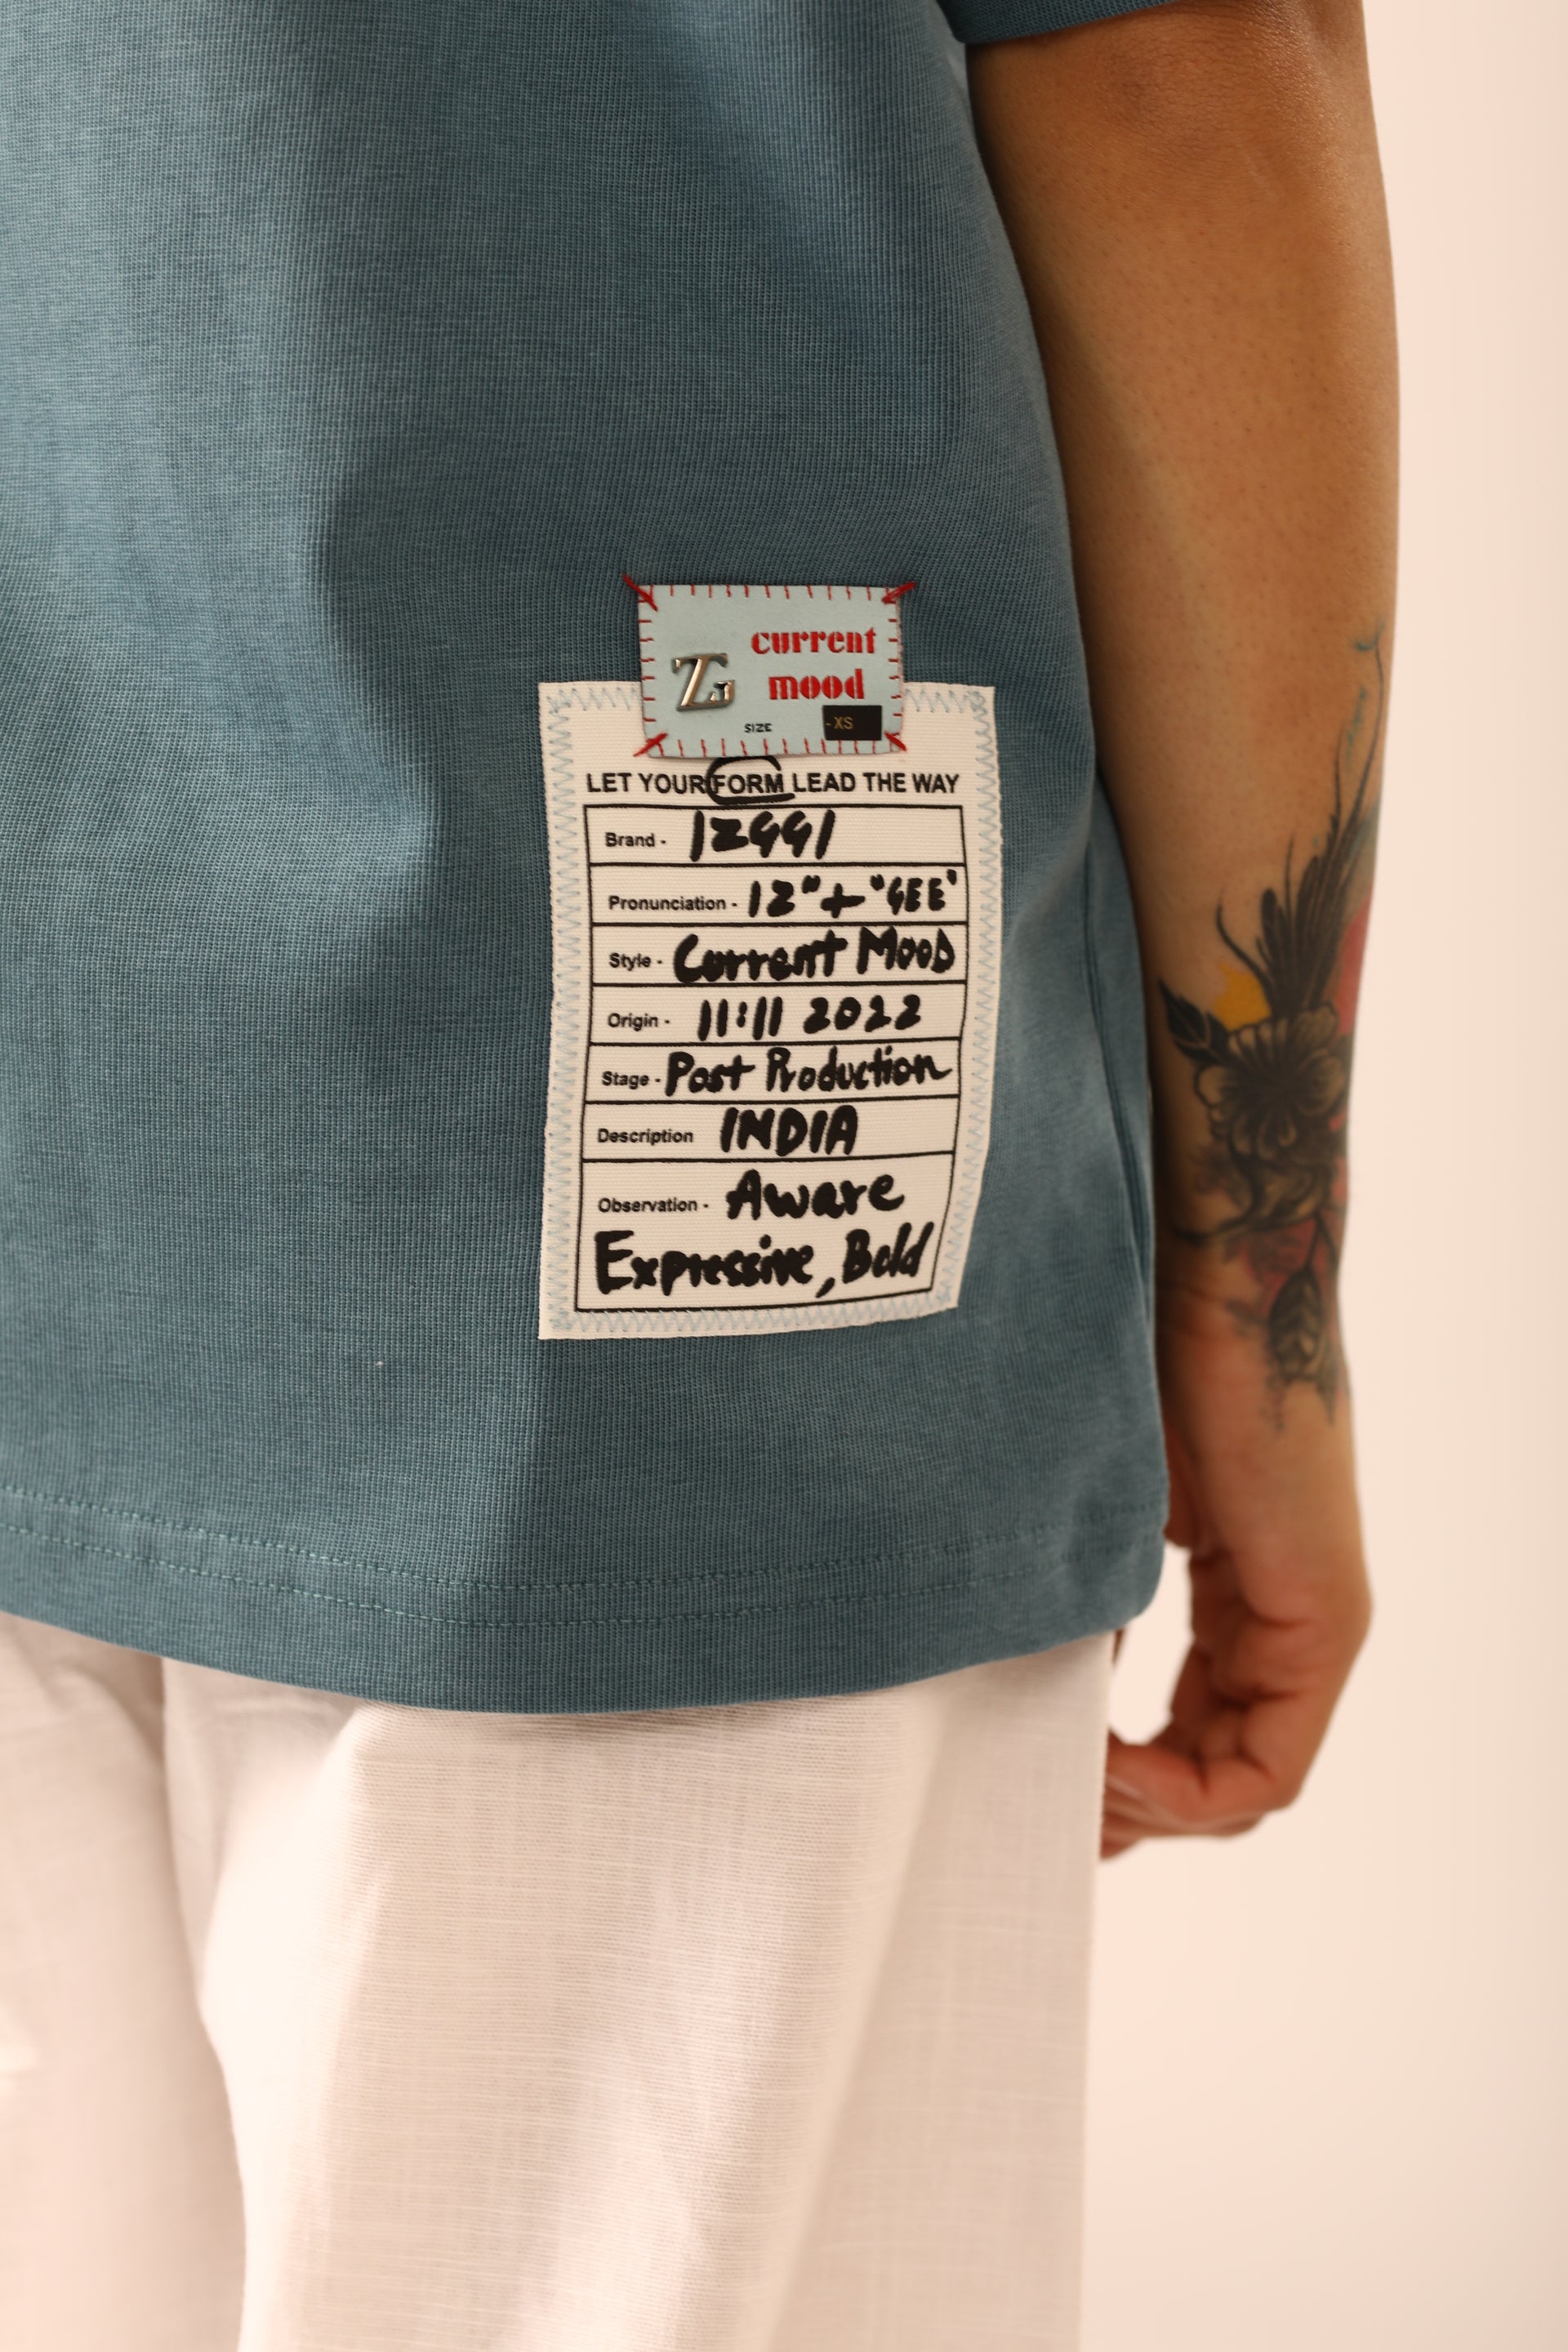 current
mood
ZG
SIZE
-XS
LET YOUR FORM LEAD THE WAY
Brand - IZGGI
Pronunciation - IZ" + "GEE"
Style - Current Mood
Origin - 11:11 2022
Stage - Post Production
Description INDIA
Observation - Aware
Expressive, Bold